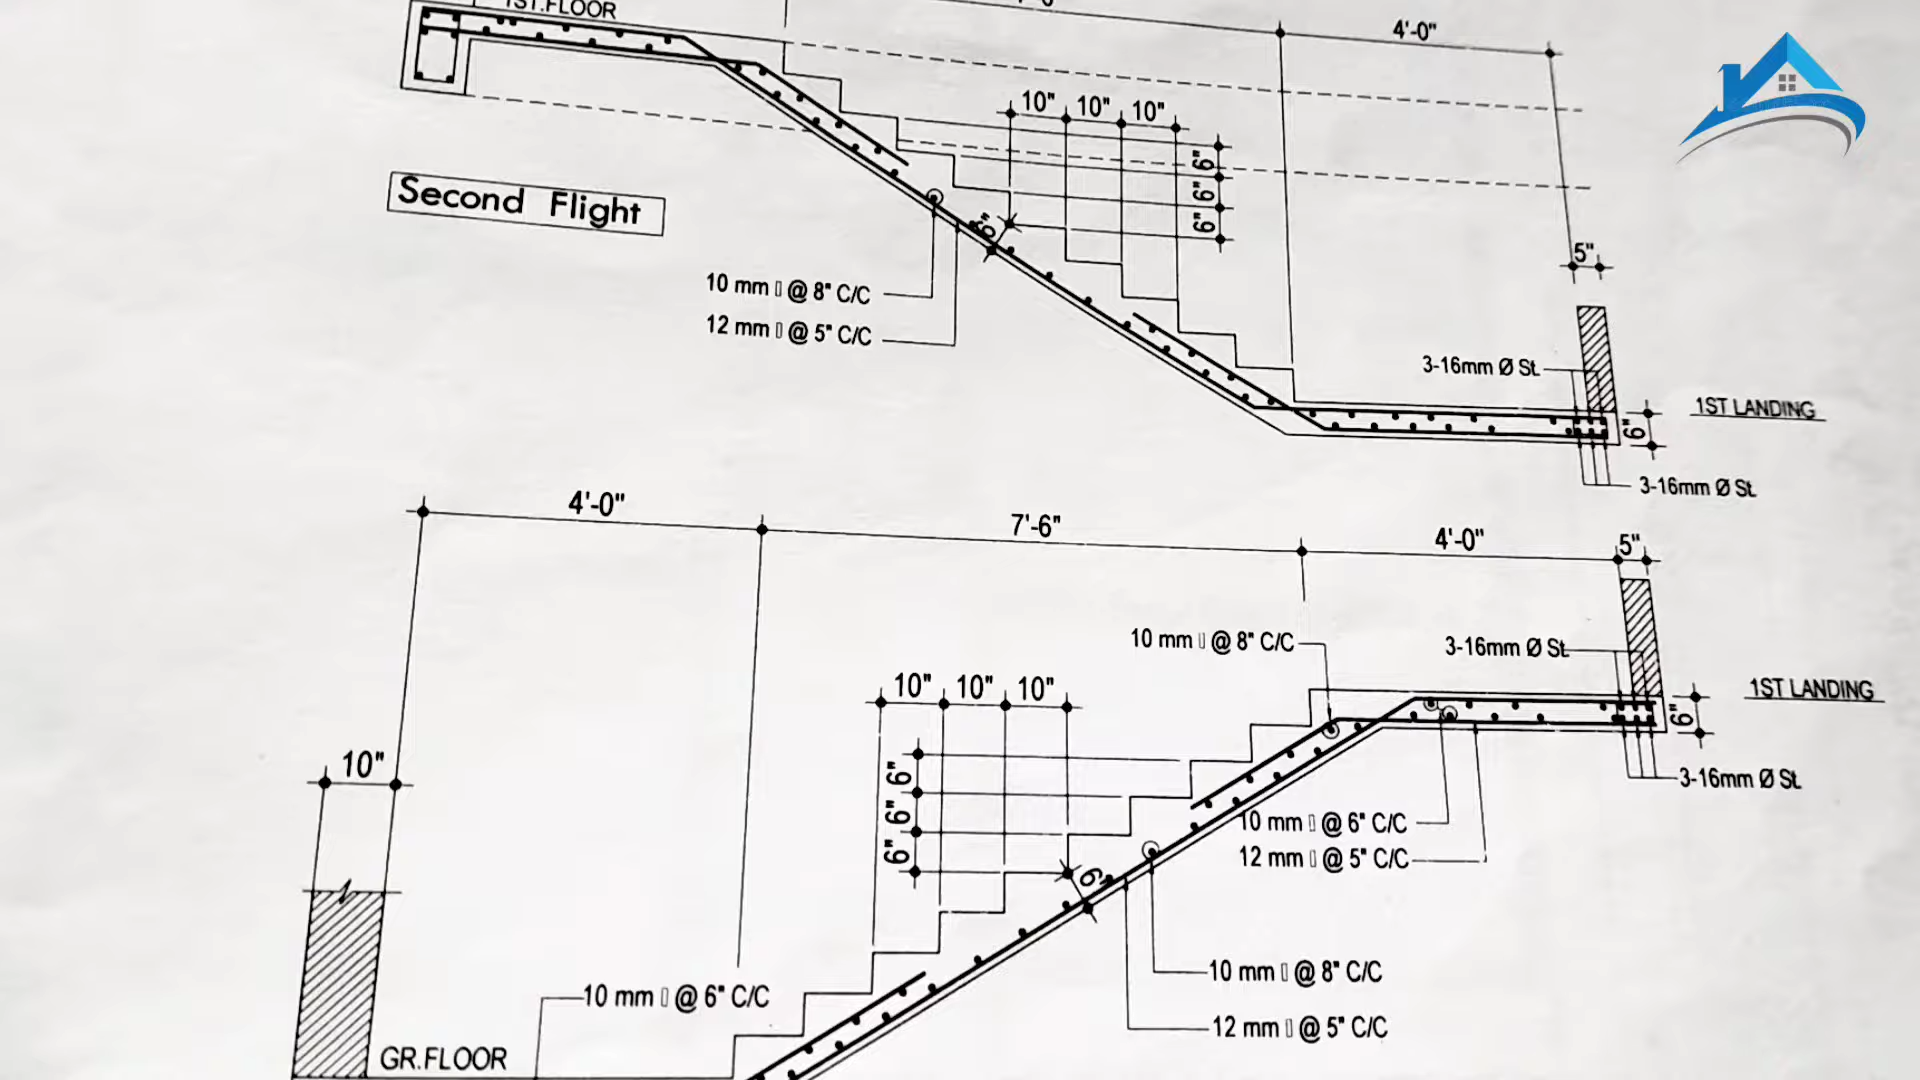 1ST.FLOOR
4'-0"
10" 10" 10"
6"
6"
6"
Second Flight
6"
5"
10 mm @ 8" C/C
12 mm @ 5" C/C
3-16mm Ø St.
1ST LANDING
6"
3-16mm Ø St.
4'-0"
7'-6"
4'-0"
5"
10 mm @ 8" C/C
3-16mm Ø St.
10" 10" 10"
1ST LANDING
6"
10"
6"
6"
6"
3-16mm Ø St.
10 mm @ 6" C/C
12 mm @ 5" C/C
6"
10 mm @ 8" C/C
10 mm @ 6" C/C
12 mm @ 5" C/C
GR.FLOOR